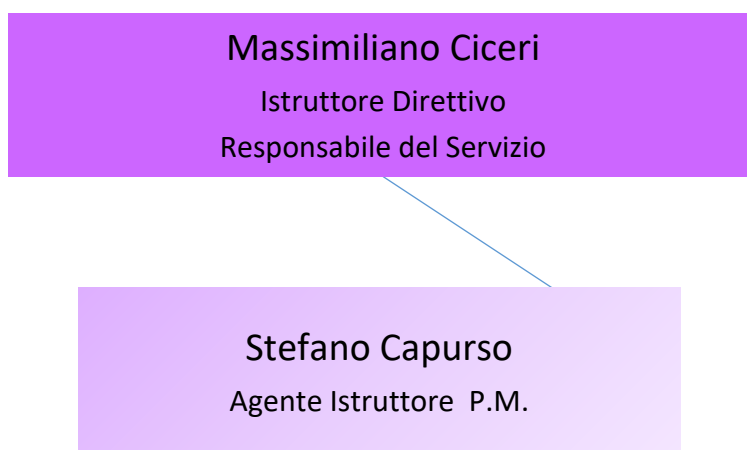 Massimiliano Ciceri
Istruttore Direttivo
Responsabile del Servizio
Stefano Capurso
Agente Istruttore  P.M.